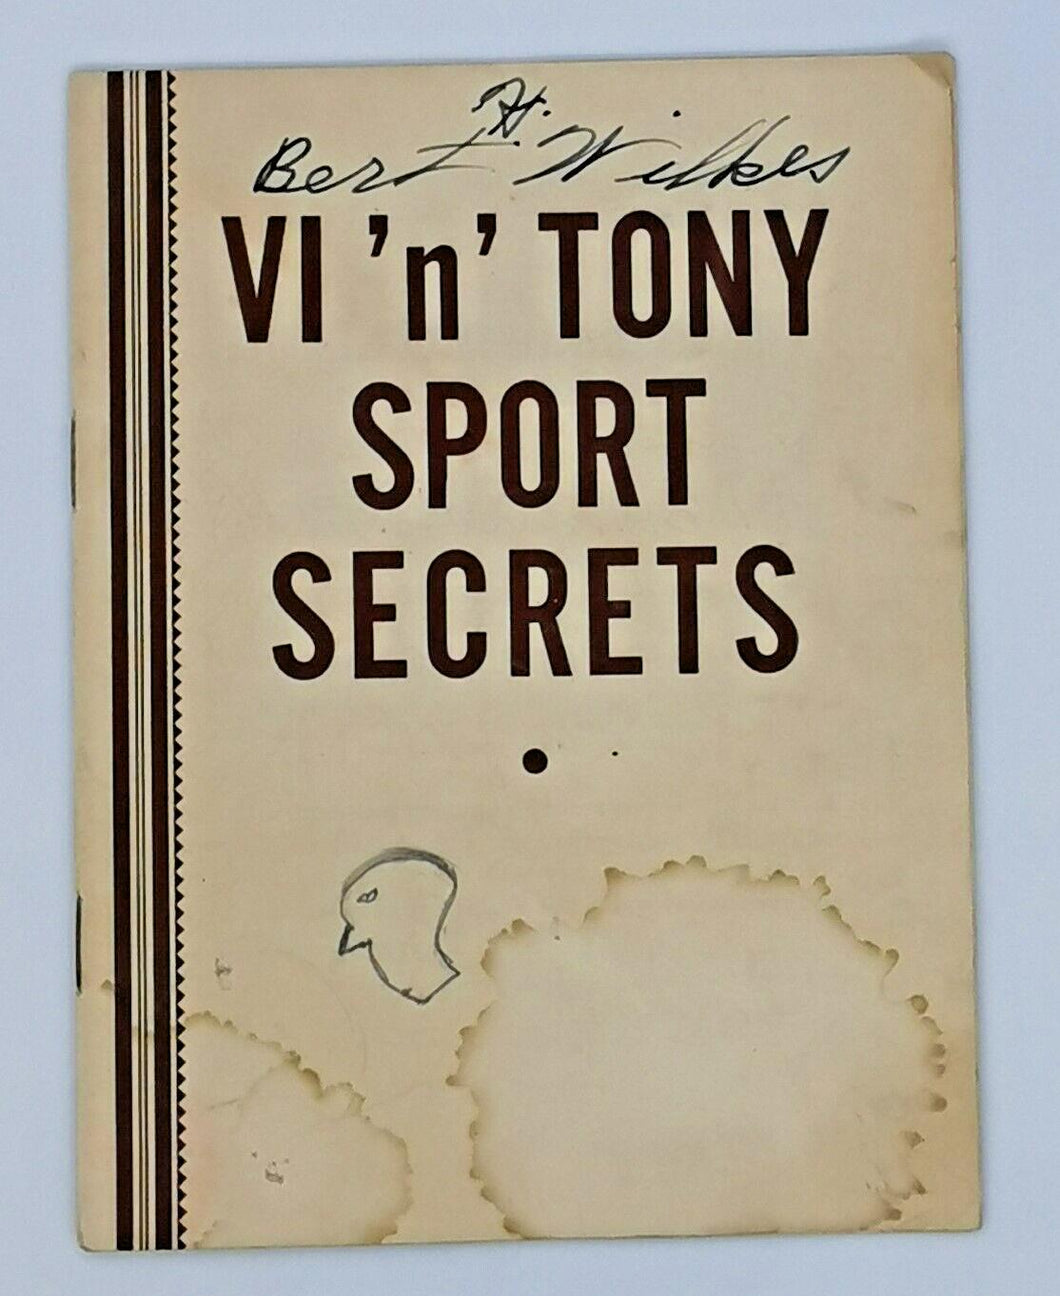 Bert H. Wilkes
VI 'n' TONY
SPORT
SECRETS